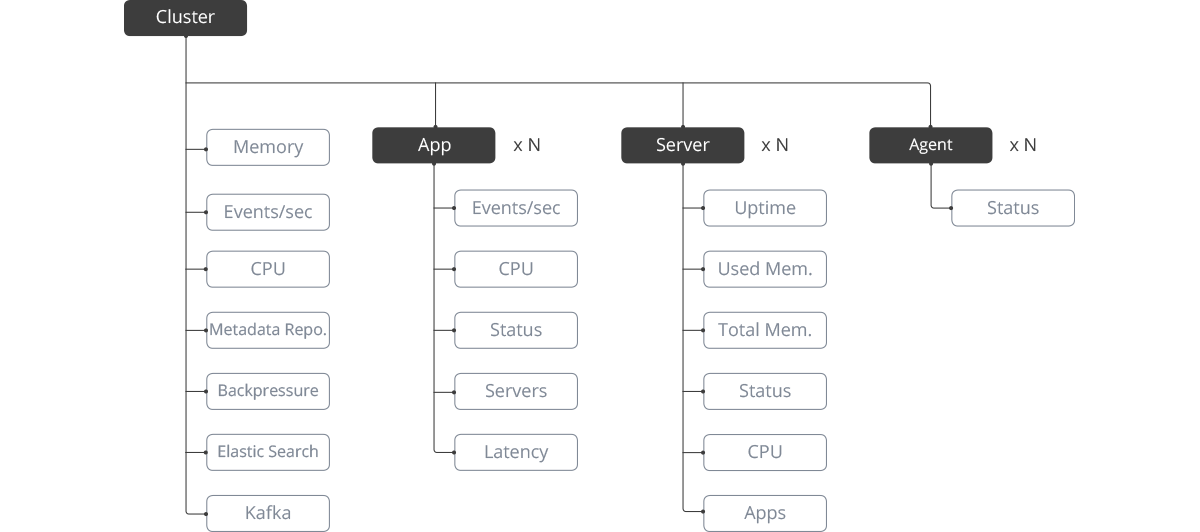 Cluster
Memory
Events/sec
CPU
Metadata Repo.
Backpressure
Elastic Search
Kafka
App x N
Events/sec
CPU
Status
Servers
Latency
Server x N
Uptime
Used Mem.
Total Mem.
Status
CPU
Apps
Agent x N
Status